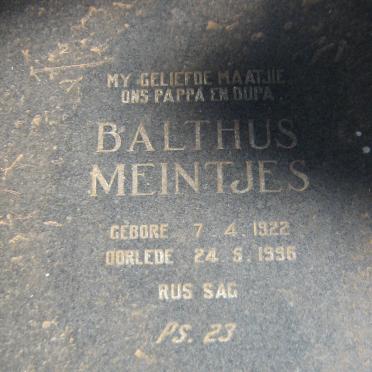 MY GELIEFDE MAATJIE
ONS PAPPA EN OUPA
BALTHUS
MEINTJES
GEBORE 7 . 4 . 1922
OORLEDE 24 . 5 . 1996
RUS SAG
PS. 23